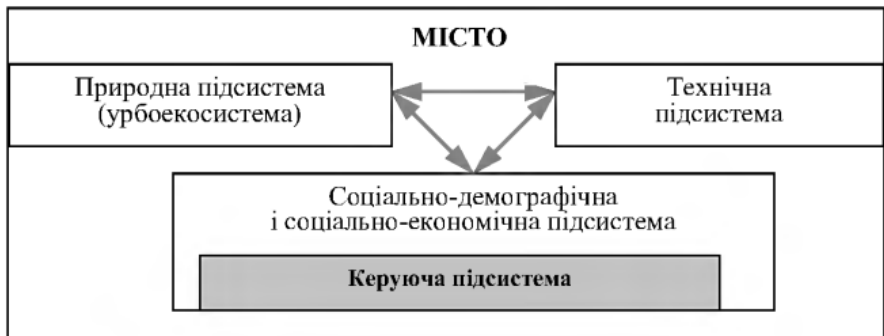 МІСТО
Природна підсистема
(урбоекосистема)
Технічна
підсистема
Соціально-демографічна
і соціально-економічна підсистема
Керуюча підсистема